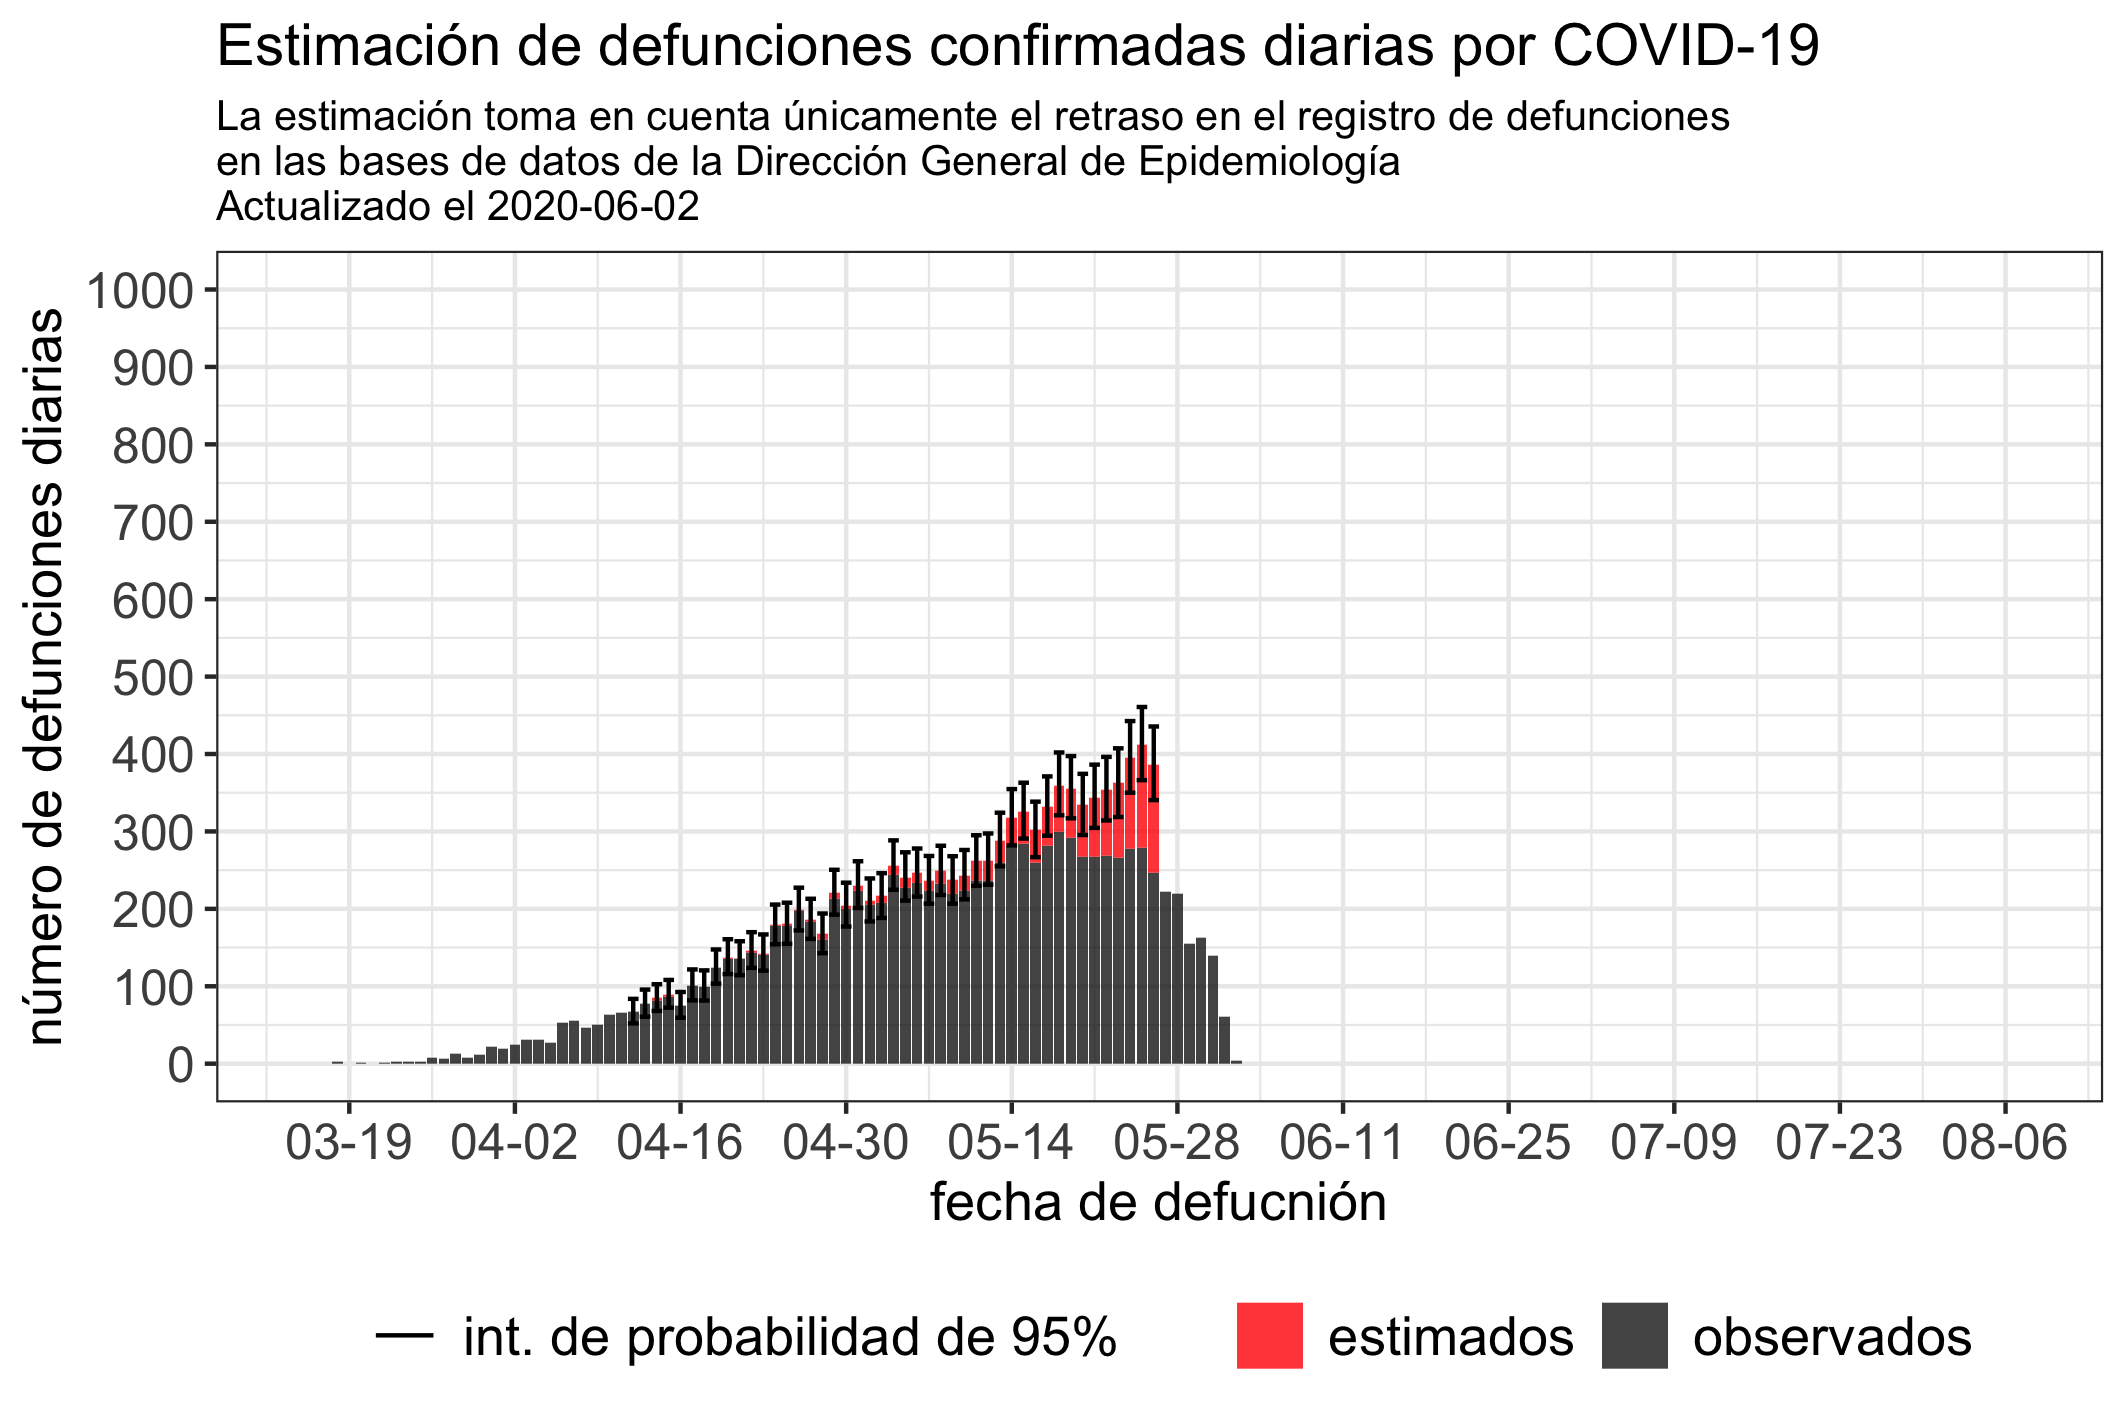 Estimación de defunciones confirmadas diarias por COVID-19
La estimación toma en cuenta únicamente el retraso en el registro de defunciones
en las bases de datos de la Dirección General de Epidemiología
Actualizado el 2020-06-02
número de defunciones diarias
1000
900
800
700
600
500
400
300
200
100
0
03-19 04-02 04-16 04-30 05-14 05-28 06-11 06-25 07-09 07-23 08-06
fecha de defucnión
int. de probabilidad de 95% estimados observados